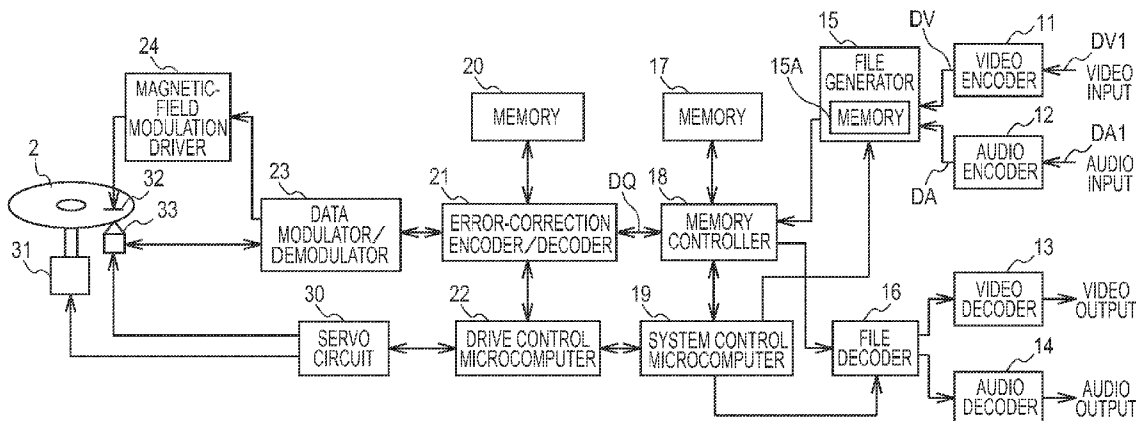 24
MAGNETIC-
FIELD
MODULATION
DRIVER
2
32
33
31
23
DATA
MODULATOR/
DEMODULATOR
20
MEMORY
17
MEMORY
21
ERROR-CORRECTION
ENCODER/DECODER
DQ
18
MEMORY
CONTROLLER
15
FILE
GENERATOR
15A
MEMORY
DV
11
VIDEO
ENCODER
DV1
VIDEO
INPUT
12
AUDIO
ENCODER
DA
DA1
AUDIO
INPUT
30
SERVO
CIRCUIT
22
DRIVE CONTROL
MICROCOMPUTER
19
SYSTEM CONTROL
MICROCOMPUTER
16
FILE
DECODER
13
VIDEO
DECODER
VIDEO
OUTPUT
14
AUDIO
DECODER
AUDIO
OUTPUT